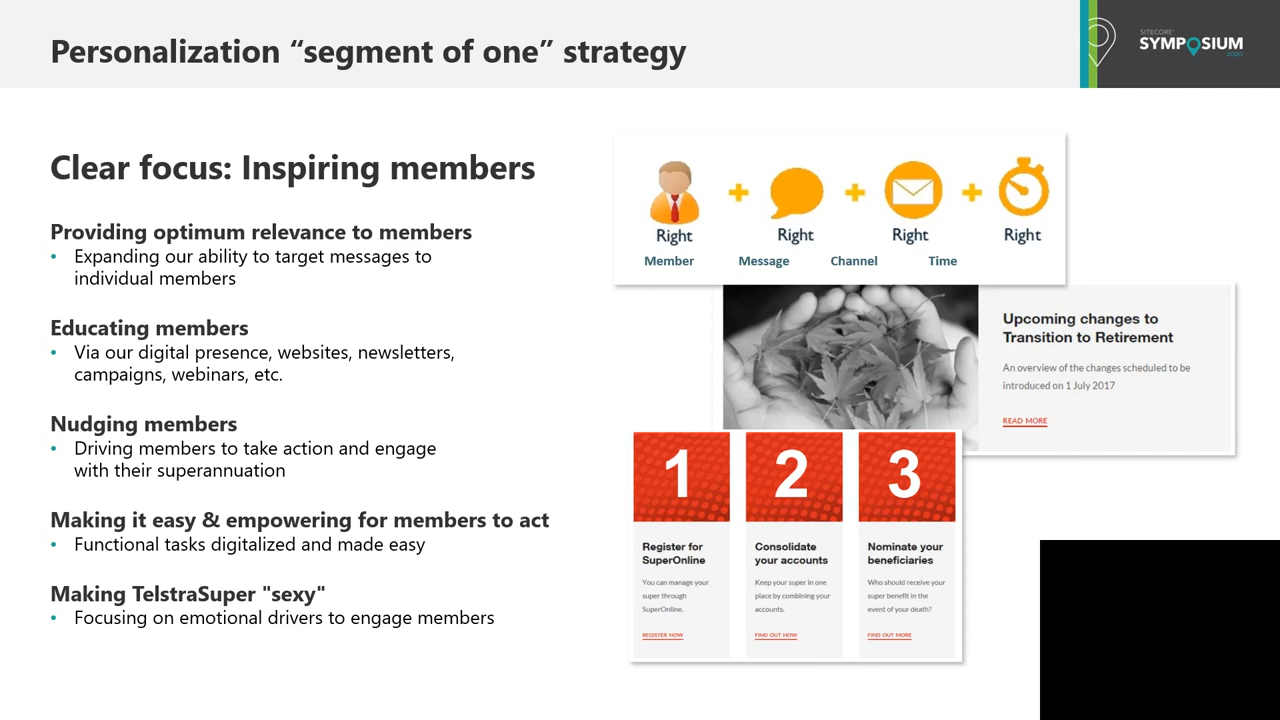 Personalization “segment of one” strategy
SITECORE
SYMPOSIUM
2020
Clear focus: Inspiring members
Providing optimum relevance to members
• Expanding our ability to target messages to
individual members
Educating members
• Via our digital presence, websites, newsletters,
campaigns, webinars, etc.
Nudging members
• Driving members to take action and engage
with their superannuation
Making it easy & empowering for members to act
• Functional tasks digitalized and made easy
Making TelstraSuper "sexy"
• Focusing on emotional drivers to engage members
Right Right Right Right
Member Message Channel Time
Upcoming changes to
Transition to Retirement
An overview of the changes scheduled to be
introduced on 1 July 2017
READ MORE
1
Register for
SuperOnline
You can manage your
super through
SuperOnline.
REGISTER NOW
2
Consolidate
your accounts
Keep your super in one
place by combining your
accounts.
FIND OUT HOW
3
Nominate your
beneficiaries
Who should receive your
super benefit in the
event of your death?
FIND OUT MORE